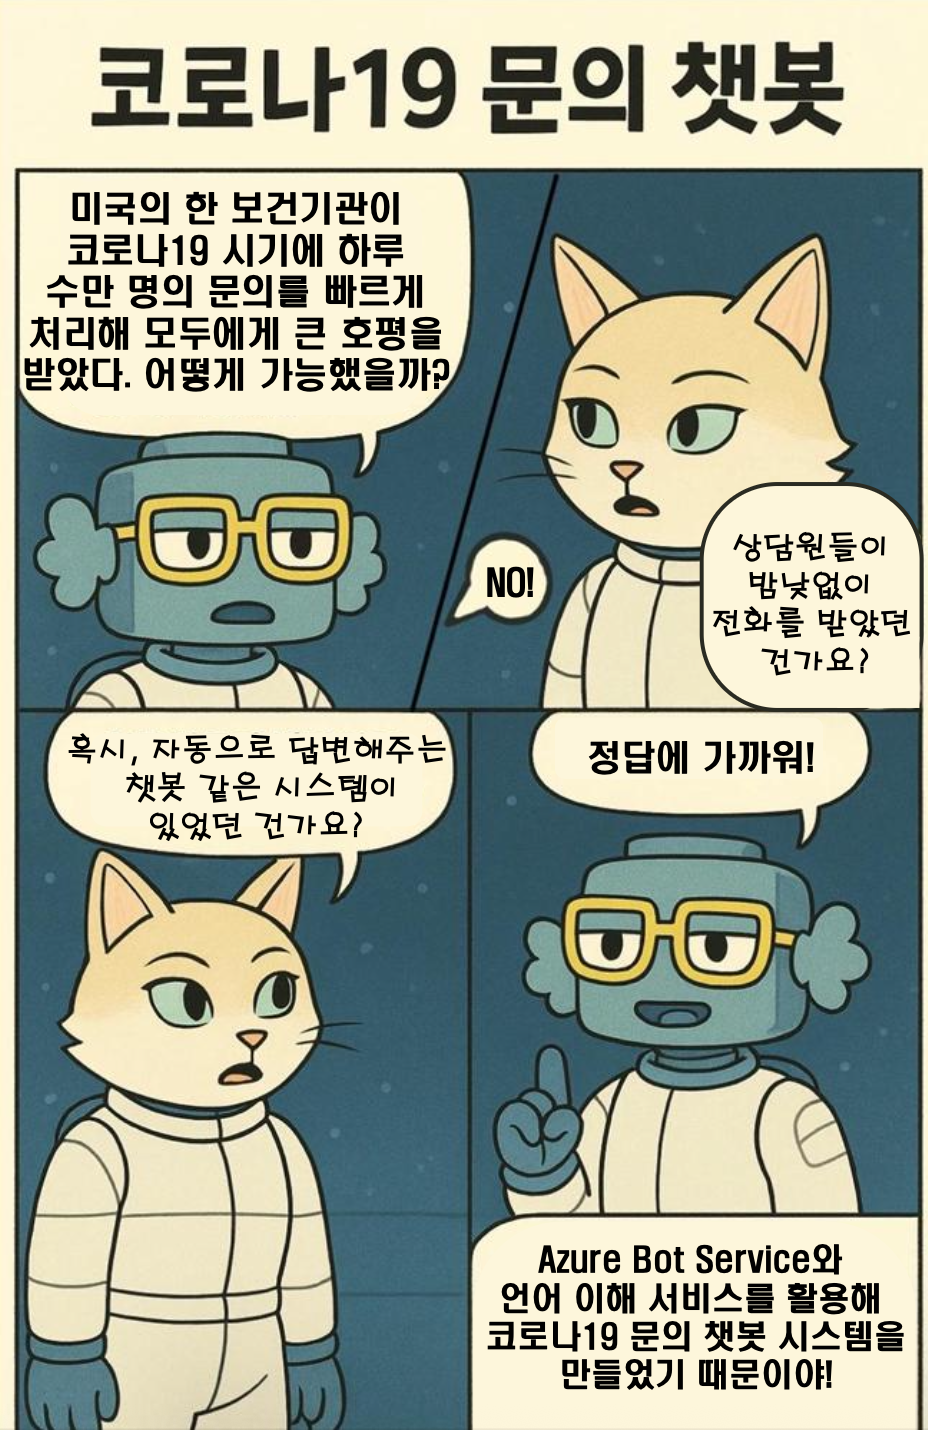 코로나19 문의 챗봇
미국의 한 보건기관이
코로나19 시기에 하루
수만 명의 문의를 빠르게
처리해 모두에게 큰 호평을
받았다. 어떻게 가능했을까?
상담원들이
밤낮없이
전화를 받았던
건가요?
NO!
혹시, 자동으로 답변해주는
챗봇 같은 시스템이
있었던 건가요?
정답에 가까워!
Azure Bot Service와
언어 이해 서비스를 활용해
코로나19 문의 챗봇 시스템을
만들었기 때문이야!